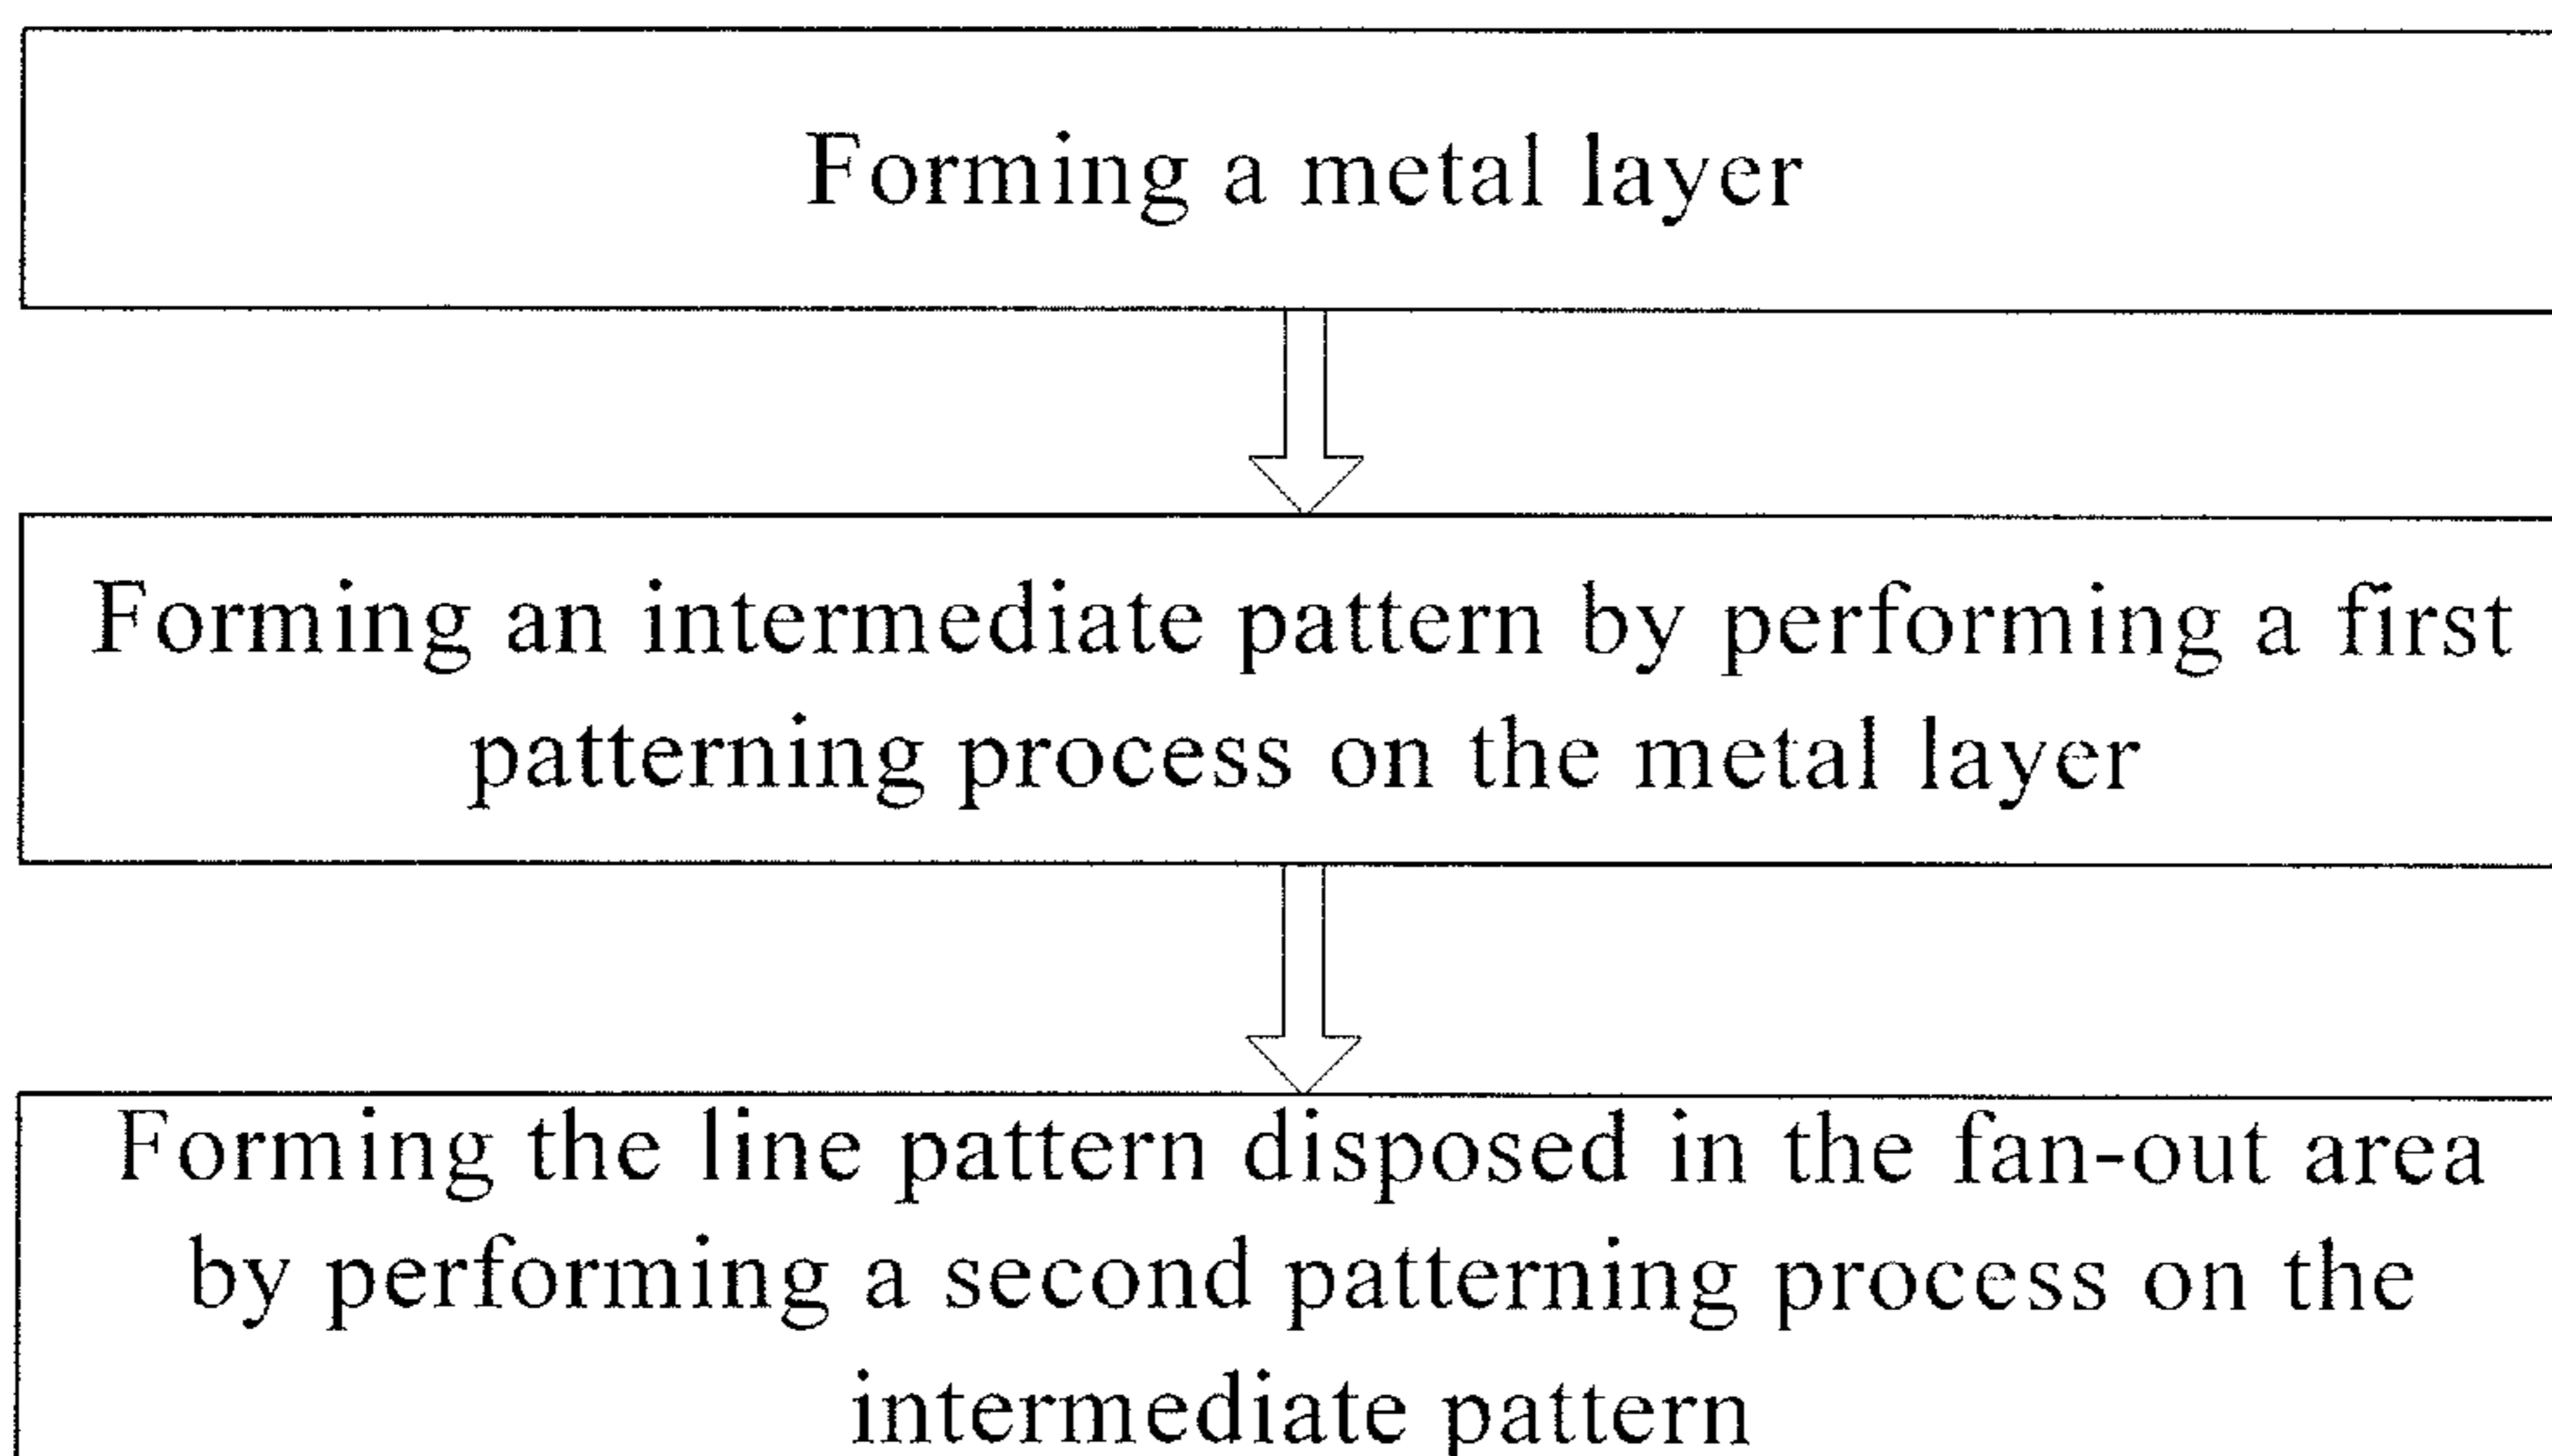 Forming a metal layer
Forming an intermediate pattern by performing a first
patterning process on the metal layer
Forming the line pattern disposed in the fan-out area
by performing a second patterning process on the
intermediate pattern